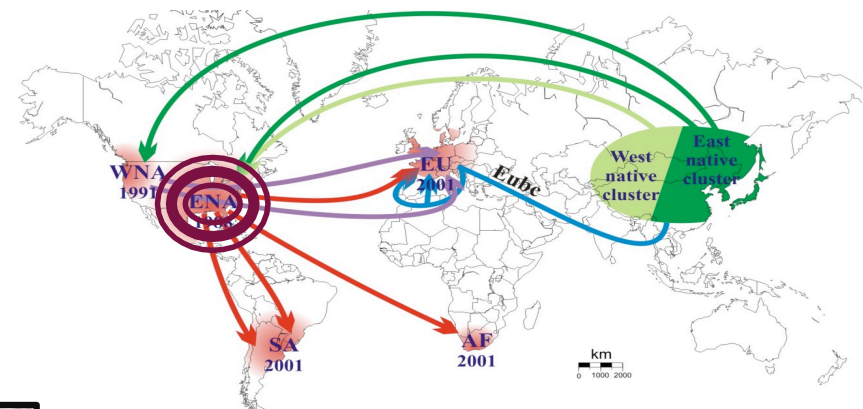 WNA
1991
ENA
EU
2001
Eubc
West
native
cluster
East
native
cluster
SA
2001
AF
2001
km
0 1000 2000